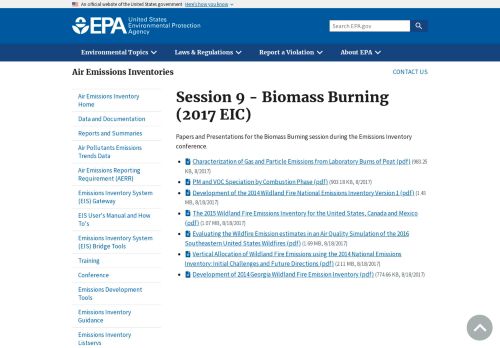 An official website of the United States government Here's how you know
EPA
United States
Environmental Protection
Agency
Search EPA.gov
Environmental Topics
Laws & Regulations
Report a Violation
About EPA
Air Emissions Inventories
CONTACT US
Air Emissions Inventory
Home
Data and Documentation
Reports and Summaries
Air Pollutants Emissions
Trends Data
Air Emissions Reporting
Requirement (AERR)
Emissions Inventory System
(EIS) Gateway
EIS User's Manual and How
To's
Emissions Inventory System
(EIS) Bridge Tools
Training
Conference
Emissions Development
Tools
Emissions Inventory
Guidance
Emissions Inventory
Listservs
Session 9 - Biomass Burning
(2017 EIC)
Papers and Presentations for the Biomass Burning session during the Emissions Inventory
conference.
Characterization of Gas and Particle Emissions from Laboratory Burns of Peat (pdf) (983.25
KB, 8/2017)
PM and VOC Speciation by Combustion Phase (pdf) (903.18 KB, 8/2017)
Development of the 2014 Wildland Fire National Emissions Inventory Version 1 (pdf) (1.43
MB, 8/18/2017)
The 2015 Wildland Fire Emissions Inventory for the United States, Canada and Mexico
(pdf) (1.07 MB, 8/18/2017)
Evaluating the Wildfire Emission estimates in an Air Quality Simulation of the 2016
Southeastern United States Wildfires (pdf) (1.69 MB, 8/18/2017)
Vertical Allocation of Wildland Fire Emissions using the 2014 National Emissions
Inventory: Initial Challenges and Future Directions (pdf) (2.11 MB, 8/18/2017)
Development of 2014 Georgia Wildland Fire Emission Inventory (pdf) (774.66 KB, 8/18/2017)